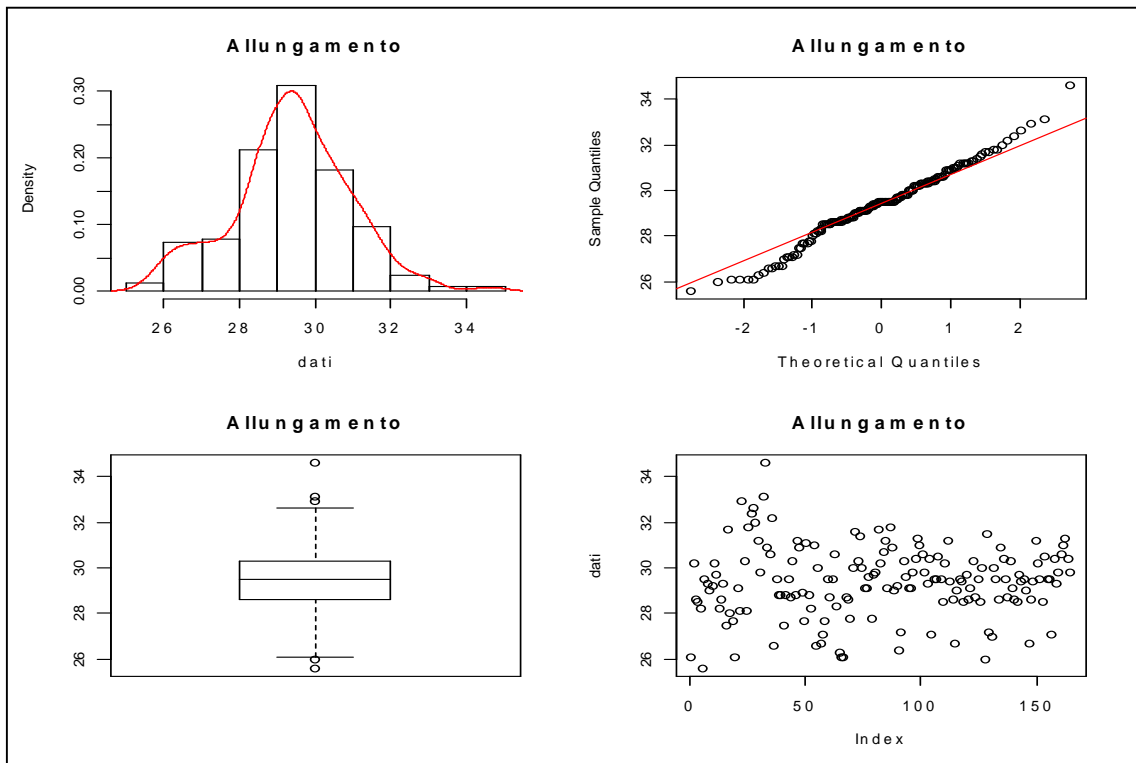 Allungamento
Density
0.00 0.10 0.20 0.30
26 28 30 32 34
dati
Allungamento
Sample Quantiles
26 28 30 32 34
-2 -1 0 1 2
Theoretical Quantiles
Allungamento
26 28 30 32 34
Allungamento
dati
26 28 30 32 34
0 50 100 150
Index